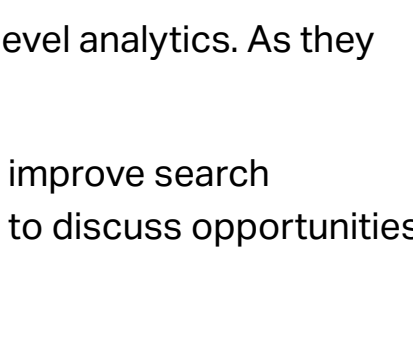 evel analytics. As they
improve search
to discuss opportunities